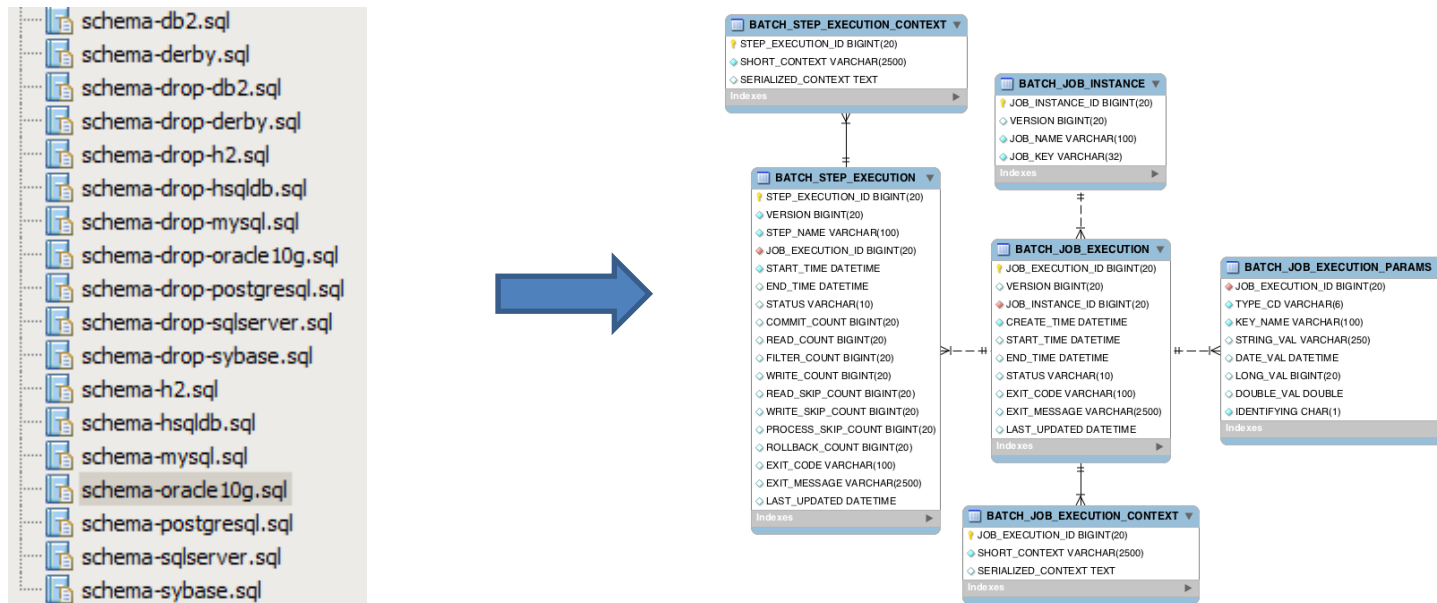 schema-db2.sql
schema-derby.sql
schema-drop-db2.sql
schema-drop-derby.sql
schema-drop-h2.sql
schema-drop-hsqldb.sql
schema-drop-mysql.sql
schema-drop-oracle10g.sql
schema-drop-postgresql.sql
schema-drop-sqlserver.sql
schema-drop-sybase.sql
schema-h2.sql
schema-hsqldb.sql
schema-mysql.sql
schema-oracle10g.sql
schema-postgresql.sql
schema-sqlserver.sql
schema-sybase.sql
BATCH_STEP_EXECUTION_CONTEXT
STEP_EXECUTION_ID BIGINT(20)
SHORT_CONTEXT VARCHAR(2500)
SERIALIZED_CONTEXT TEXT
Indexes
BATCH_STEP_EXECUTION
STEP_EXECUTION_ID BIGINT(20)
VERSION BIGINT(20)
STEP_NAME VARCHAR(100)
JOB_EXECUTION_ID BIGINT(20)
START_TIME DATETIME
END_TIME DATETIME
STATUS VARCHAR(10)
COMMIT_COUNT BIGINT(20)
READ_COUNT BIGINT(20)
FILTER_COUNT BIGINT(20)
WRITE_COUNT BIGINT(20)
READ_SKIP_COUNT BIGINT(20)
WRITE_SKIP_COUNT BIGINT(20)
PROCESS_SKIP_COUNT BIGINT(20)
ROLLBACK_COUNT BIGINT(20)
EXIT_CODE VARCHAR(100)
EXIT_MESSAGE VARCHAR(2500)
LAST_UPDATED DATETIME
Indexes
BATCH_JOB_INSTANCE
JOB_INSTANCE_ID BIGINT(20)
VERSION BIGINT(20)
JOB_NAME VARCHAR(100)
JOB_KEY VARCHAR(32)
Indexes
BATCH_JOB_EXECUTION
JOB_EXECUTION_ID BIGINT(20)
VERSION BIGINT(20)
JOB_INSTANCE_ID BIGINT(20)
CREATE_TIME DATETIME
START_TIME DATETIME
END_TIME DATETIME
STATUS VARCHAR(10)
EXIT_CODE VARCHAR(100)
EXIT_MESSAGE VARCHAR(2500)
LAST_UPDATED DATETIME
Indexes
BATCH_JOB_EXECUTION_PARAMS
JOB_EXECUTION_ID BIGINT(20)
TYPE_CD VARCHAR(6)
KEY_NAME VARCHAR(100)
STRING_VAL VARCHAR(250)
DATE_VAL DATETIME
LONG_VAL BIGINT(20)
DOUBLE_VAL DOUBLE
IDENTIFYING CHAR(1)
Indexes
BATCH_JOB_EXECUTION_CONTEXT
JOB_EXECUTION_ID BIGINT(20)
SHORT_CONTEXT VARCHAR(2500)
SERIALIZED_CONTEXT TEXT
Indexes